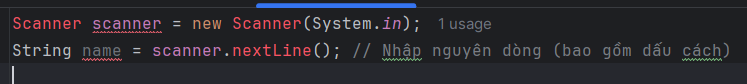 Scanner scanner = new Scanner(System.in); 1 usage
String name = scanner.nextLine(); // Nhập nguyên dòng (bao gồm dấu cách)